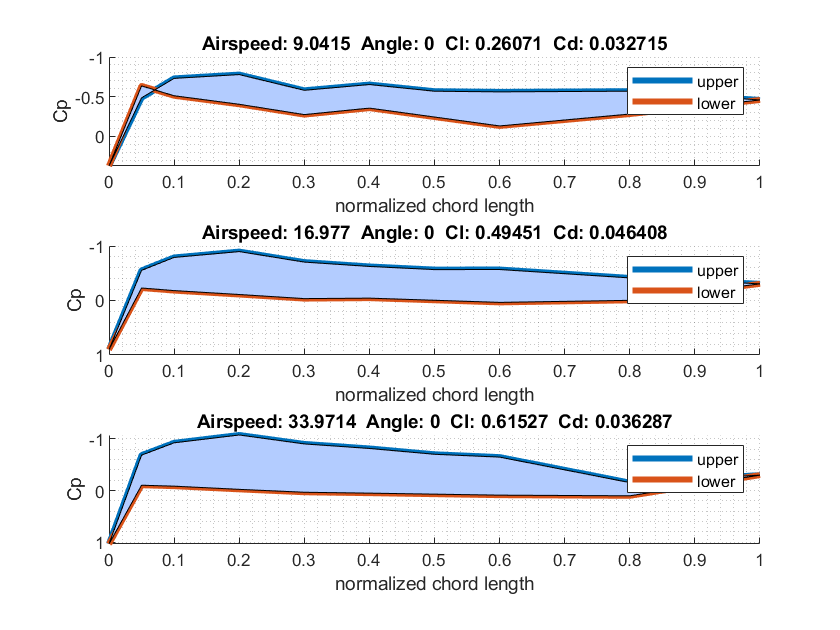 Airspeed: 9.0415 Angle: 0 Cl: 0.26071 Cd: 0.032715
-1
-0.5
0
Cp
upper
lower
0 0.1 0.2 0.3 0.4 0.5 0.6 0.7 0.8 0.9 1
normalized chord length
Airspeed: 16.977 Angle: 0 Cl: 0.49451 Cd: 0.046408
-1
0
1
Cp
upper
lower
0 0.1 0.2 0.3 0.4 0.5 0.6 0.7 0.8 0.9 1
normalized chord length
Airspeed: 33.9714 Angle: 0 Cl: 0.61527 Cd: 0.036287
-1
0
1
Cp
upper
lower
0 0.1 0.2 0.3 0.4 0.5 0.6 0.7 0.8 0.9 1
normalized chord length